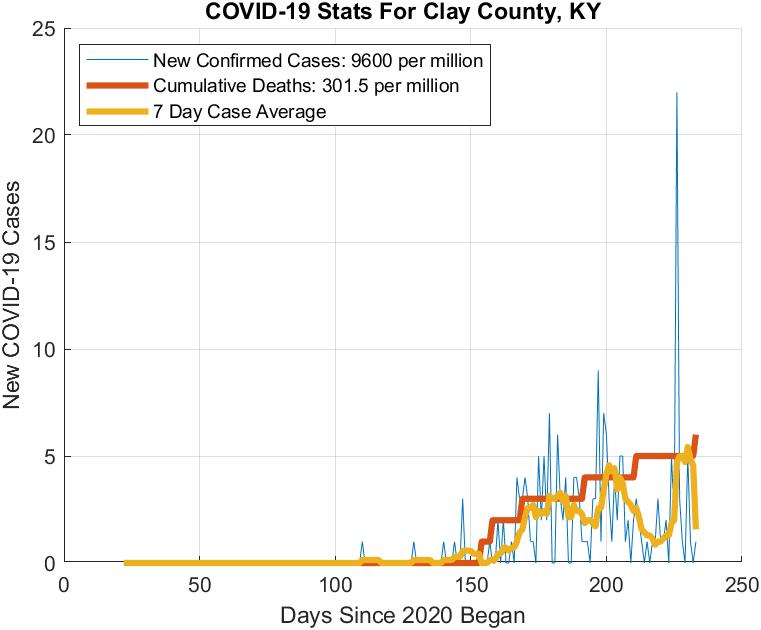 COVID-19 Stats For Clay County, KY
25
New Confirmed Cases: 9600 per million
Cumulative Deaths: 301.5 per million
7 Day Case Average
20
15
10
5
0
New COVID-19 Cases
0 50 100 150 200 250
Days Since 2020 Began